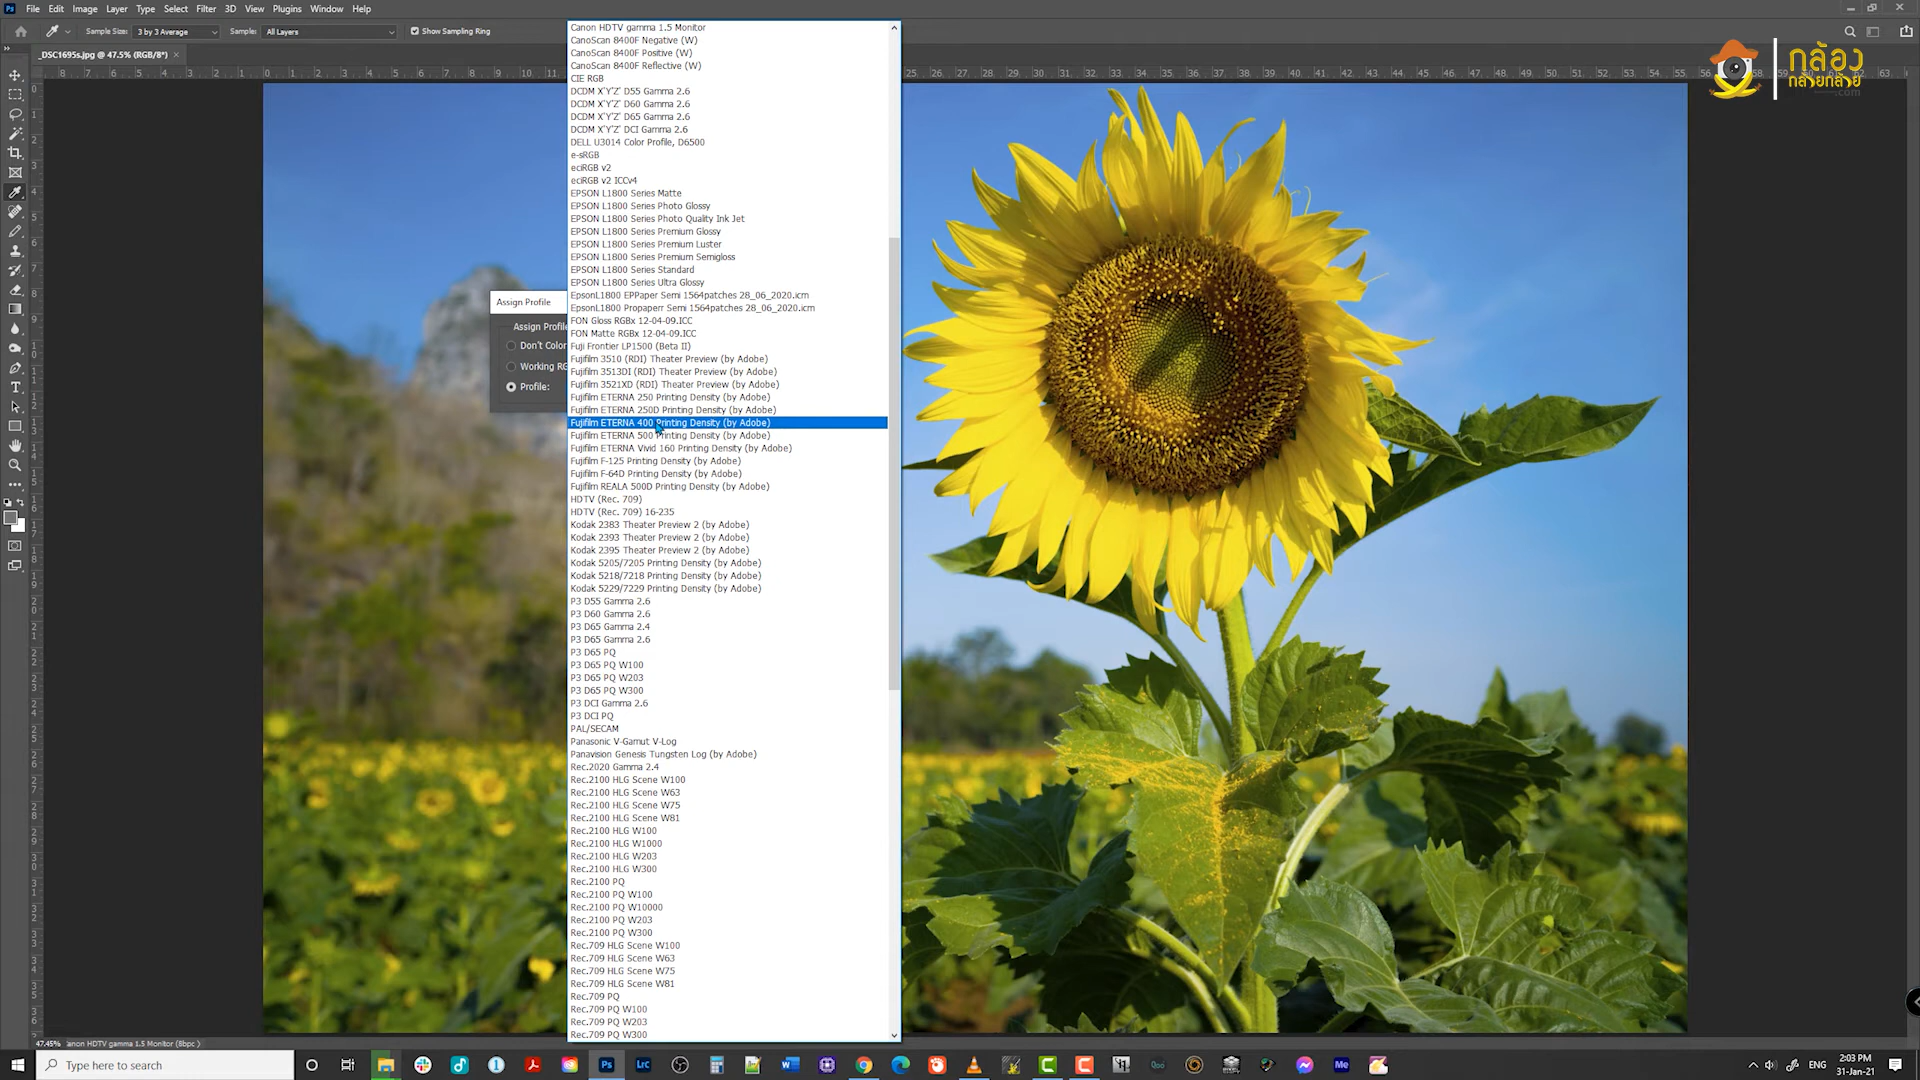 File Edit Image Layer Type Select Filter 3D View Plugins Window Help
Sample Size: 3 by 3 Average Sample: All Layers Show Sampling Ring
_DSC1695s.jpg @ 47.5% (RGB/8*)
กล้อง
กลายกล้าย
.com
Assign Profile
Assign Profile
Don't Color
Working RG
Profile:
Canon HDTV gamma 1.5 Monitor
CanoScan 8400F Negative (W)
CanoScan 8400F Positive (W)
CanoScan 8400F Reflective (W)
CIE RGB
DCDM X'Y'Z' D55 Gamma 2.6
DCDM X'Y'Z' D60 Gamma 2.6
DCDM X'Y'Z' D65 Gamma 2.6
DCDM X'Y'Z' DCI Gamma 2.6
DELL U3014 Color Profile, D6500
e-sRGB
eciRGB v2
eciRGB v2 ICCv4
EPSON L1800 Series Matte
EPSON L1800 Series Photo Glossy
EPSON L1800 Series Photo Quality Ink Jet
EPSON L1800 Series Premium Glossy
EPSON L1800 Series Premium Luster
EPSON L1800 Series Premium Semigloss
EPSON L1800 Series Standard
EPSON L1800 Series Ultra Glossy
EpsonL1800 EPPaper Semi 1564patches 28_06_2020.icm
EpsonL1800 Propaperr Semi 1564patches 28_06_2020.icm
FON Gloss RGBx 12-04-09.ICC
FON Matte RGBx 12-04-09.ICC
Fuji Frontier LP1500 (Beta II)
Fujifilm 3510 (RDI) Theater Preview (by Adobe)
Fujifilm 3513DI (RDI) Theater Preview (by Adobe)
Fujifilm 3521XD (RDI) Theater Preview (by Adobe)
Fujifilm ETERNA 250 Printing Density (by Adobe)
Fujifilm ETERNA 250D Printing Density (by Adobe)
Fujifilm ETERNA 400 Printing Density (by Adobe)
Fujifilm ETERNA 500 Printing Density (by Adobe)
Fujifilm ETERNA Vivid 160 Printing Density (by Adobe)
Fujifilm F-125 Printing Density (by Adobe)
Fujifilm F-64D Printing Density (by Adobe)
Fujifilm REALA 500D Printing Density (by Adobe)
HDTV (Rec. 709)
HDTV (Rec. 709) 16-235
Kodak 2383 Theater Preview 2 (by Adobe)
Kodak 2393 Theater Preview 2 (by Adobe)
Kodak 2395 Theater Preview 2 (by Adobe)
Kodak 5205/7205 Printing Density (by Adobe)
Kodak 5218/7218 Printing Density (by Adobe)
Kodak 5229/7229 Printing Density (by Adobe)
P3 D55 Gamma 2.6
P3 D60 Gamma 2.6
P3 D65 Gamma 2.4
P3 D65 Gamma 2.6
P3 D65 PQ
P3 D65 PQ W100
P3 D65 PQ W203
P3 D65 PQ W300
P3 DCI Gamma 2.6
P3 DCI PQ
PAL/SECAM
Panasonic V-Gamut V-Log
Panavision Genesis Tungsten Log (by Adobe)
Rec.2020 Gamma 2.4
Rec.2100 HLG Scene W100
Rec.2100 HLG Scene W63
Rec.2100 HLG Scene W75
Rec.2100 HLG Scene W81
Rec.2100 HLG W100
Rec.2100 HLG W1000
Rec.2100 HLG W203
Rec.2100 HLG W300
Rec.2100 PQ
Rec.2100 PQ W100
Rec.2100 PQ W10000
Rec.2100 PQ W203
Rec.2100 PQ W300
Rec.709 HLG Scene W100
Rec.709 HLG Scene W63
Rec.709 HLG Scene W75
Rec.709 HLG Scene W81
Rec.709 PQ
Rec.709 PQ W100
Rec.709 PQ W203
Rec.709 PQ W300
47.45% anon HDTV gamma 1.5 Monitor (8bpc)
Type here to search
ENG
2:03 PM
31-Jan-21